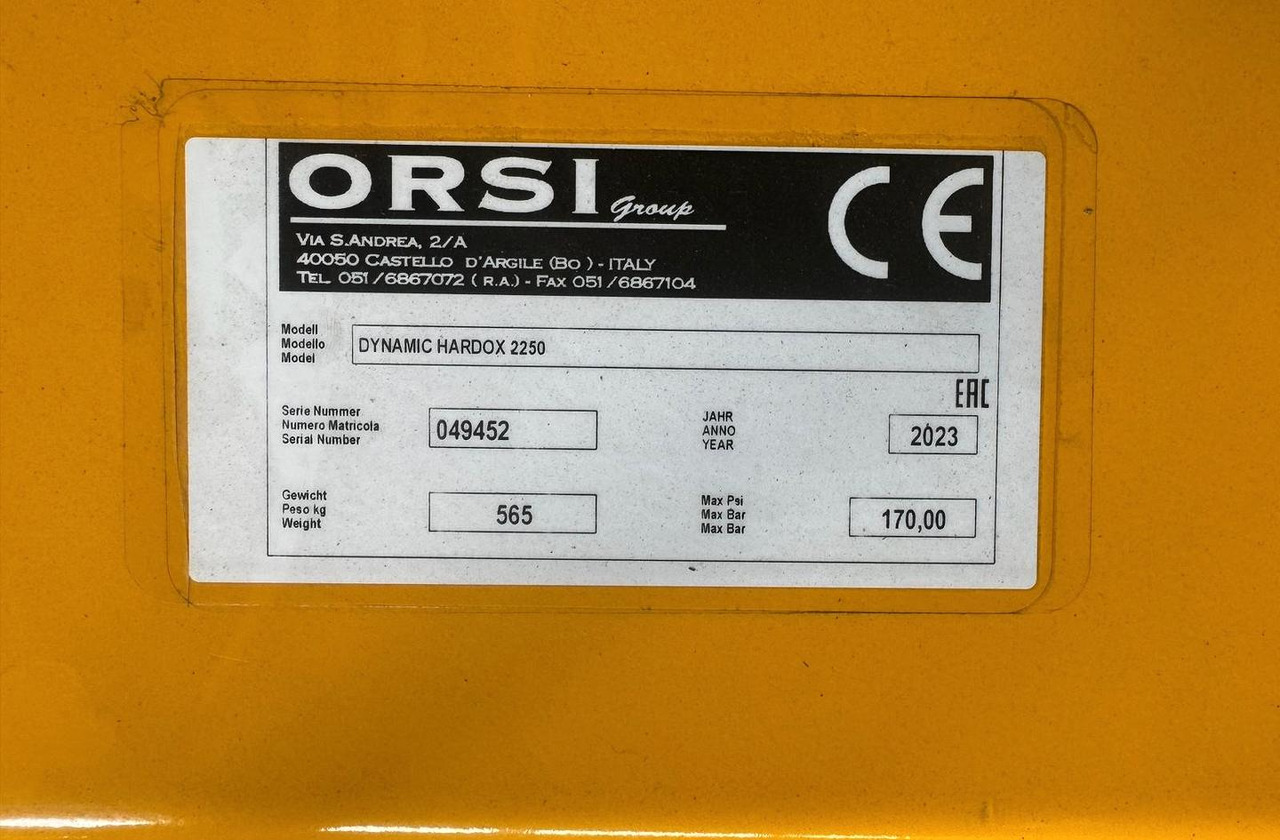 ORSI Group
CE
VIA S.ANDREA, 2/A
40050 CASTELLO D'ARGILE (BO) - ITALY
TEL. 051/6867072 (R.A.) - FAX 051/6867104
Modell
Modello
Model
DYNAMIC HARDOX 2250
EAC
Serie Nummer
Numero Matricola
Serial Number
049452
JAHR
ANNO
YEAR
2023
Gewicht
Peso kg
Weight
565
Max Psi
Max Bar
Max Bar
170,00